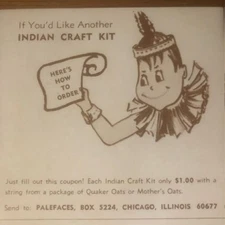 If You'd Like Another
INDIAN CRAFT KIT
HERE'S
HOW
TO
ORDER
Just fill out this coupon! Each Indian Craft Kit only $1.00 with a
string from a package of Quaker Oats or Mother's Oats.
Send to: PALEFACES, BOX 5224, CHICAGO, ILLINOIS 60677